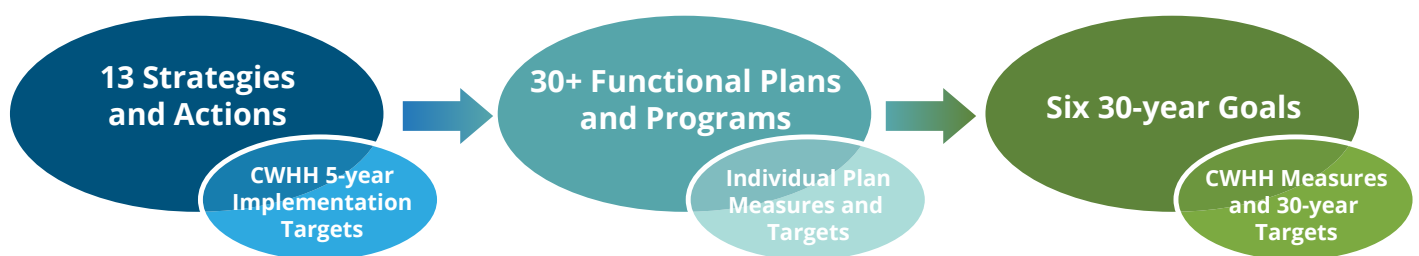 13 Strategies
and Actions
CWHH 5-year
Implementation
Targets
30+ Functional Plans
and Programs
Individual Plan
Measures and
Targets
Six 30-year Goals
CWHH Measures
and 30-year
Targets